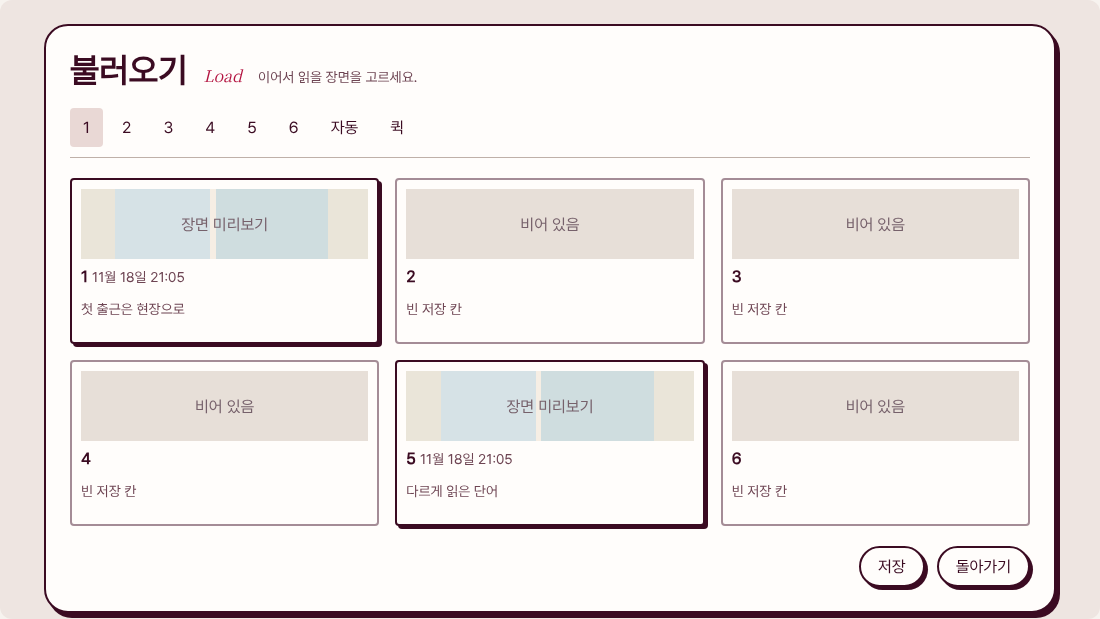 불러오기 Load 이어서 읽을 장면을 고르세요.
1 2 3 4 5 6 자동 퀵
장면 미리보기
1 11월 18일 21:05
첫 출근은 현장으로
비어 있음
2
빈 저장 칸
비어 있음
3
빈 저장 칸
비어 있음
4
빈 저장 칸
장면 미리보기
5 11월 18일 21:05
다르게 읽은 단어
비어 있음
6
빈 저장 칸
저장 돌아가기